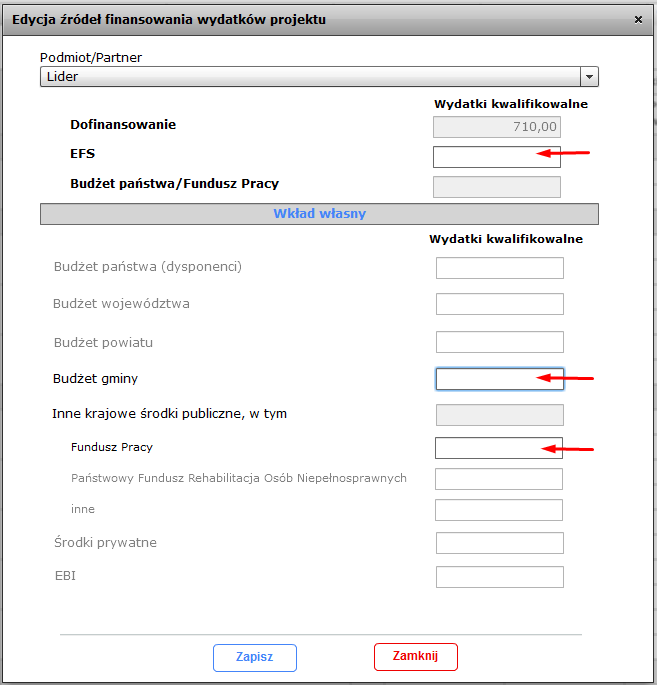 Edycja źródeł finansowania wydatków projektu ×
Podmiot/Partner
Lider
Wydatki kwalifikowalne
Dofinansowanie 710,00
EFS
Budżet państwa/Fundusz Pracy
Wkład własny
Wydatki kwalifikowalne
Budżet państwa (dysponenci)
Budżet województwa
Budżet powiatu
Budżet gminy
Inne krajowe środki publiczne, w tym
Fundusz Pracy
Państwowy Fundusz Rehabilitacja Osób Niepełnosprawnych
inne
Środki prywatne
EBI
Zapisz Zamknij